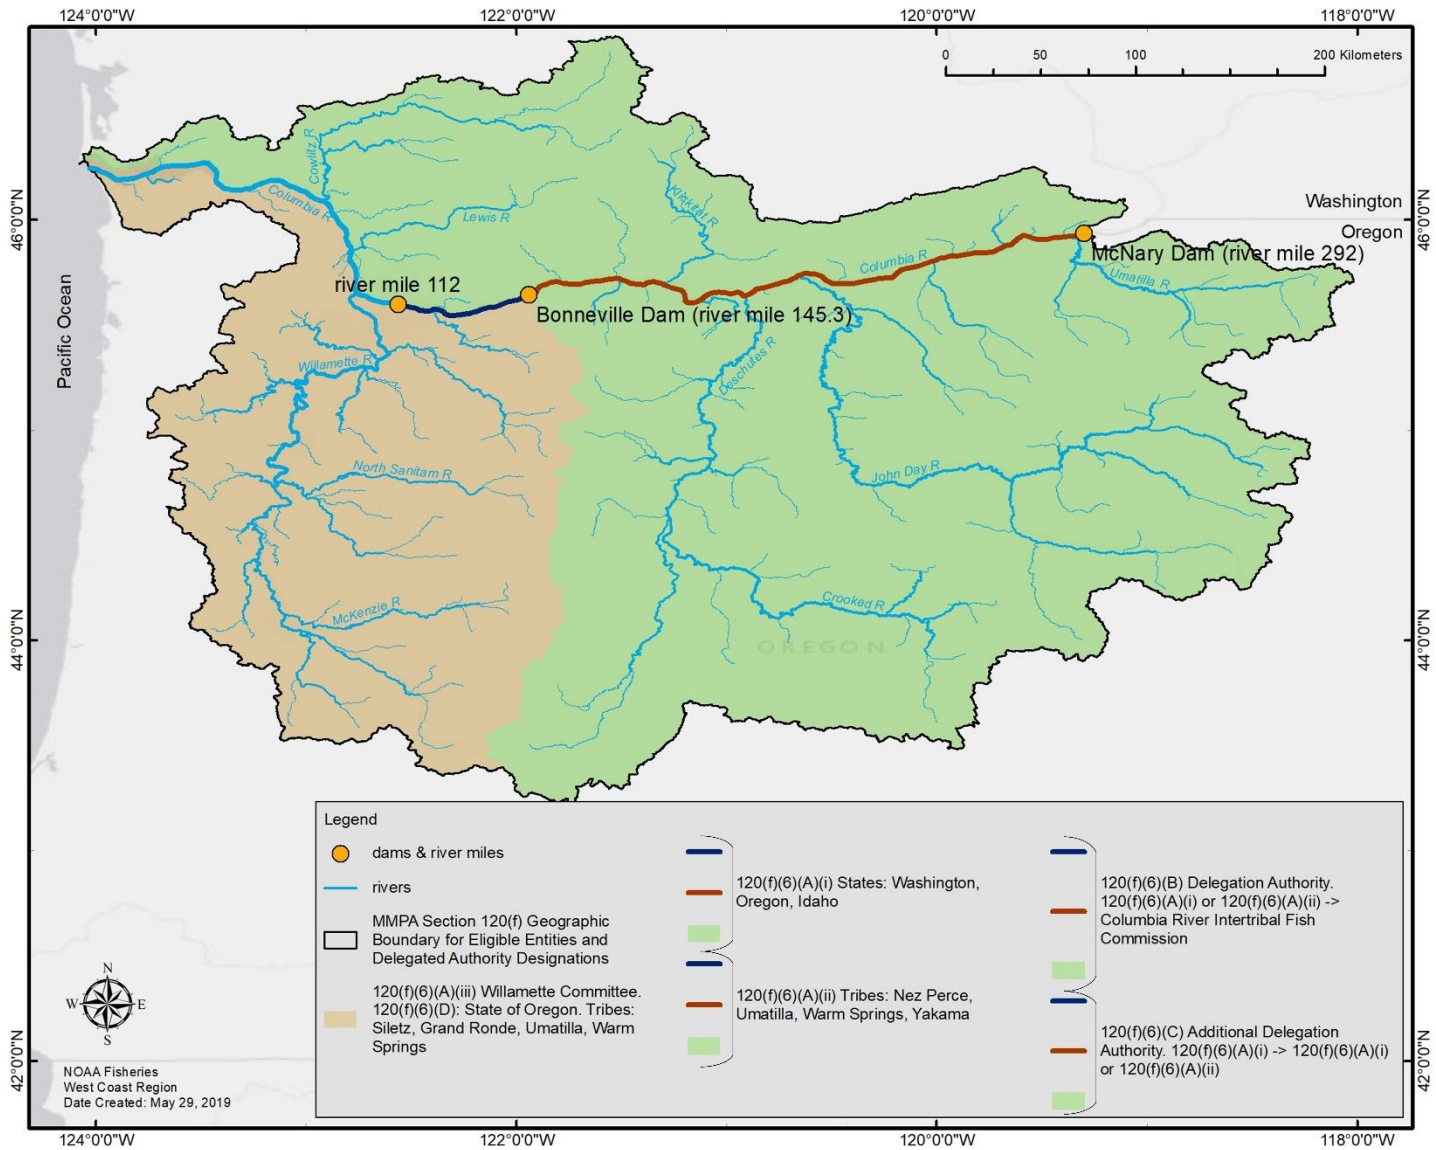 124°0'0"W
122°0'0"W
120°0'0"W
118°0'0"W
0 50 100 200 Kilometers
Cowlitz R
Columbia R
Lewis R
Klickitat R
46°0'0"N
Washington
46°0'0"N
Oregon
McNary Dam (river mile 292)
Columbia R
Umatilla R
river mile 112
Bonneville Dam (river mile 145.3)
Pacific Ocean
Willamette R
Deschutes R
North Sanitam R
John Day R
McKenzie R
Crooked R
44°0'0"N
OREGON
44°0'0"N
Legend
dams & river miles
rivers
MMPA Section 120(f) Geographic
Boundary for Eligible Entities and
Delegated Authority Designations
120(f)(6)(A)(iii) Willamette Committee.
120(f)(6)(D): State of Oregon. Tribes:
Siletz, Grand Ronde, Umatilla, Warm
Springs
120(f)(6)(A)(i) States: Washington,
Oregon, Idaho
120(f)(6)(A)(ii) Tribes: Nez Perce,
Umatilla, Warm Springs, Yakama
120(f)(6)(B) Delegation Authority.
120(f)(6)(A)(i) or 120(f)(6)(A)(ii) ->
Columbia River Intertribal Fish
Commission
120(f)(6)(C) Additional Delegation
Authority. 120(f)(6)(A)(i) -> 120(f)(6)(A)(i)
or 120(f)(6)(A)(ii)
N
W E
S
42°0'0"N
42°0'0"N
NOAA Fisheries
West Coast Region
Date Created: May 29, 2019
124°0'0"W
122°0'0"W
120°0'0"W
118°0'0"W